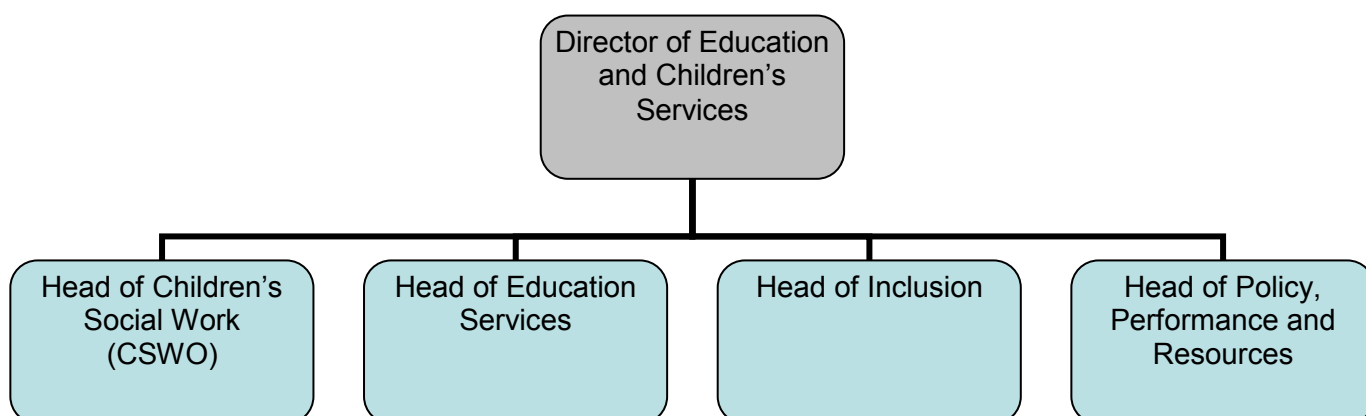 Director of Education
and Children’s
Services
Head of Children’s
Social Work
(CSWO)
Head of Education
Services
Head of Inclusion
Head of Policy,
Performance and
Resources